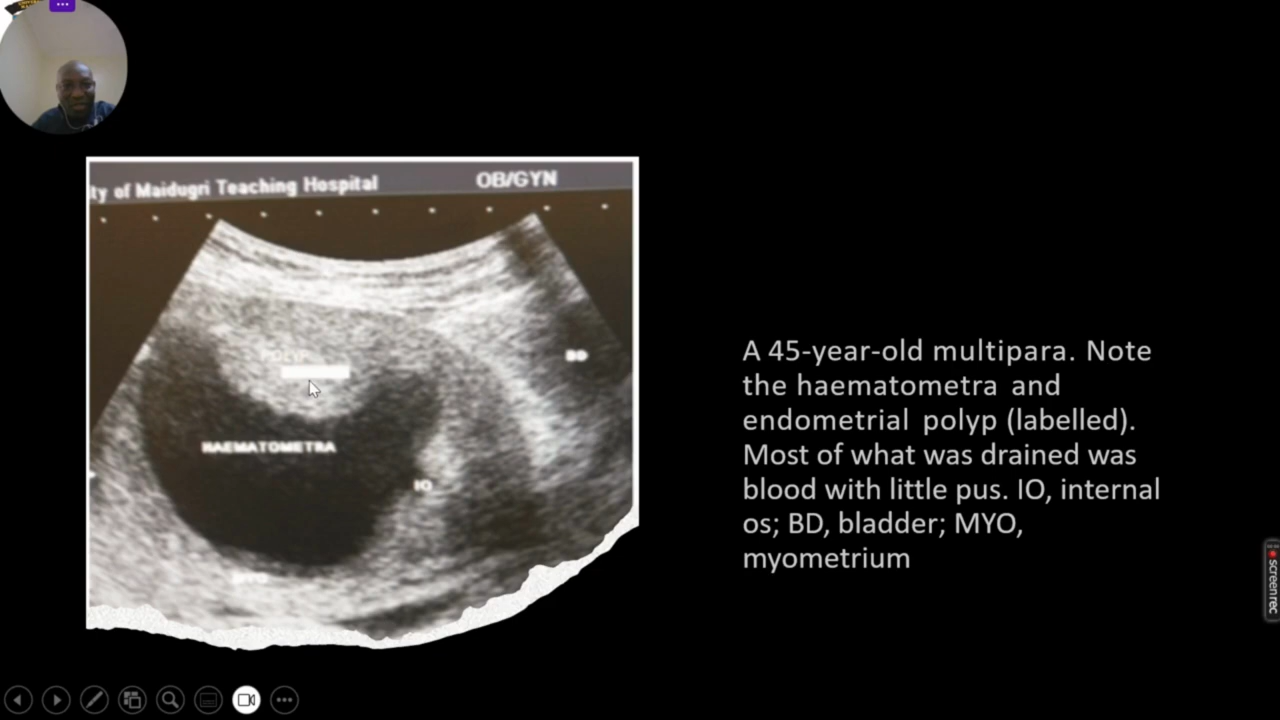 ty of Maidugri Teaching Hospital
OB/GYN
POLYP
BD
HAEMATOMETRA
IO
MYO
A 45-year-old multipara. Note
the haematometra and
endometrial polyp (labelled).
Most of what was drained was
blood with little pus. IO, internal
os; BD, bladder; MYO,
myometrium
screenrec